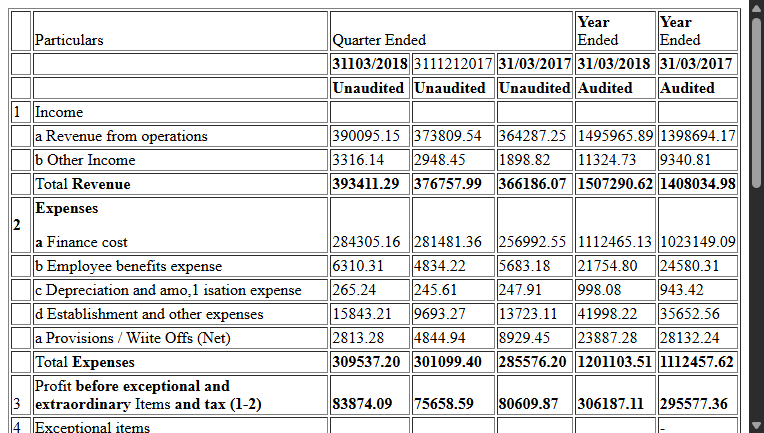 Particulars Quarter Ended Year Ended Year Ended
31103/2018 3111212017 31/03/2017 31/03/2018 31/03/2017
Unaudited Unaudited Unaudited Audited Audited
1 Income
a Revenue from operations 390095.15 373809.54 364287.25 1495965.89 1398694.17
b Other Income 3316.14 2948.45 1898.82 11324.73 9340.81
Total Revenue 393411.29 376757.99 366186.07 1507290.62 1408034.98
2 Expenses
a Finance cost 284305.16 281481.36 256992.55 1112465.13 1023149.09
b Employee benefits expense 6310.31 4834.22 5683.18 21754.80 24580.31
c Depreciation and amo,1 isation expense 265.24 245.61 247.91 998.08 943.42
d Establishment and other expenses 15843.21 9693.27 13723.11 41998.22 35652.56
a Provisions / Wiite Offs (Net) 2813.28 4844.94 8929.45 23887.28 28132.24
Total Expenses 309537.20 301099.40 285576.20 1201103.51 1112457.62
3 Profit before exceptional and
extraordinary Items and tax (1-2) 83874.09 75658.59 80609.87 306187.11 295577.36
4 Exceptional items -